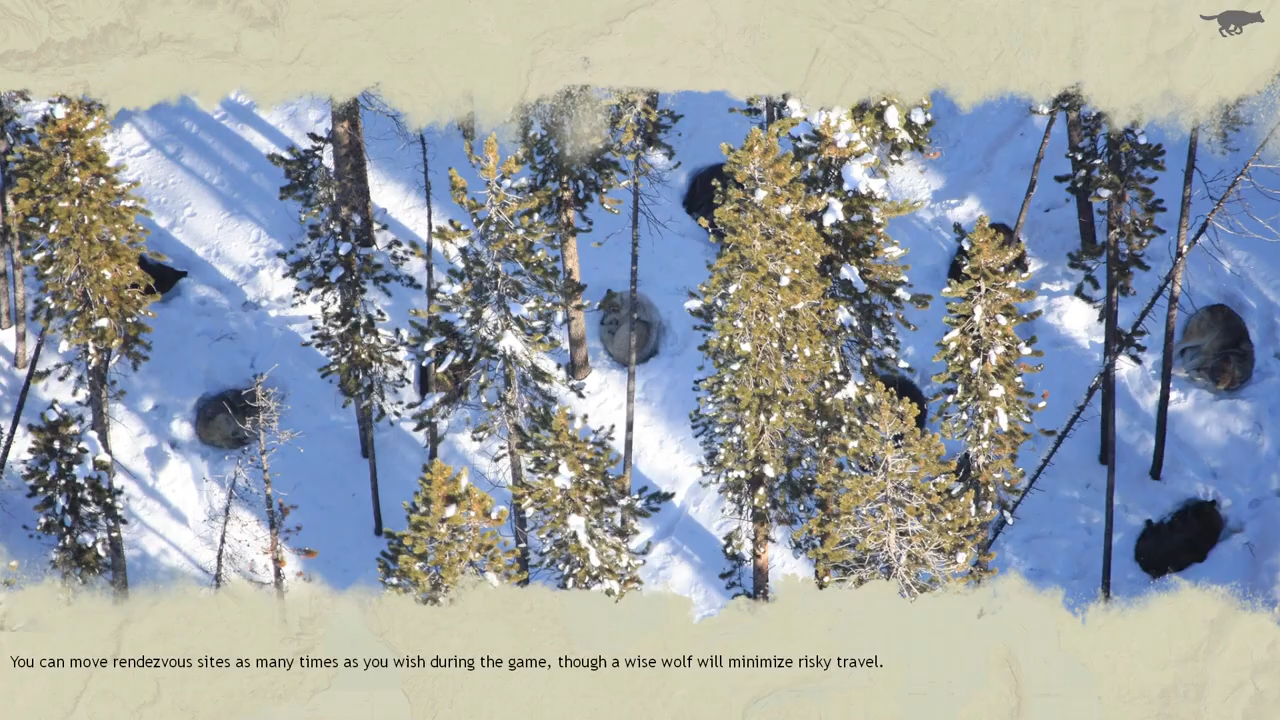 You can move rendezvous sites as many times as you wish during the game, though a wise wolf will minimize risky travel.